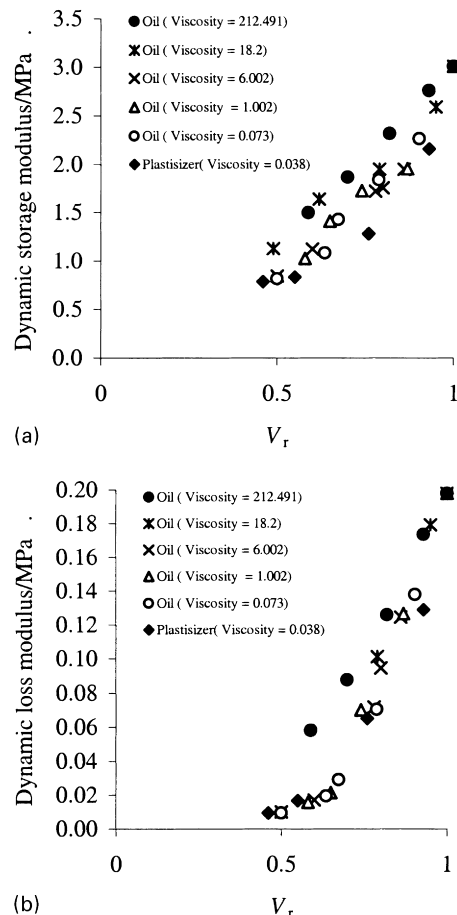 (a)
Dynamic storage modulus/MPa .
3.5
3.0
2.5
2.0
1.5
1.0
0.5
0.0
Oil ( Viscosity = 212.491)
Oil (Viscosity = 18.2)
Oil (Viscosity = 6.002)
Oil (Viscosity = 1.002)
Oil (Viscosity = 0.073)
Plastisizer(Viscosity = 0.038)
0 0.5 1
Vr
(b)
Dynamic loss modulus/MPa .
0.20
0.18
0.16
0.14
0.12
0.10
0.08
0.06
0.04
0.02
0.00
Oil ( Viscosity = 212.491)
Oil ( Viscosity = 18.2)
Oil ( Viscosity = 6.002)
Oil ( Viscosity = 1.002)
Oil ( Viscosity = 0.073)
Plastisizer( Viscosity = 0.038)
0 0.5 1
Vr